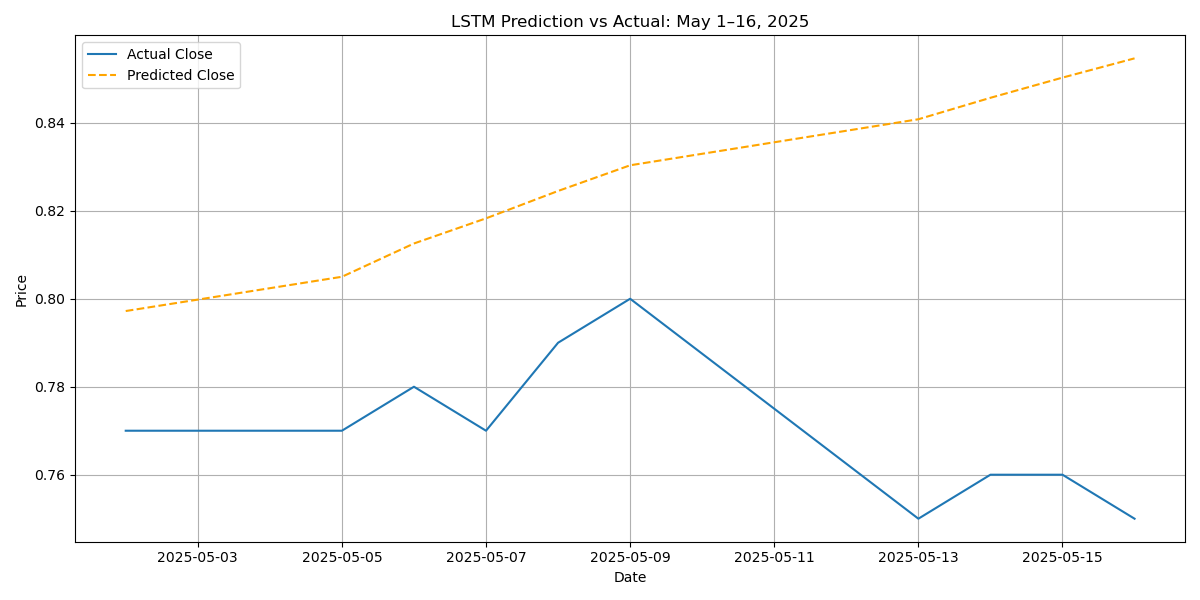 LSTM Prediction vs Actual: May 1–16, 2025
Actual Close
Predicted Close
Price
0.84
0.82
0.80
0.78
0.76
2025-05-03 2025-05-05 2025-05-07 2025-05-09 2025-05-11 2025-05-13 2025-05-15
Date